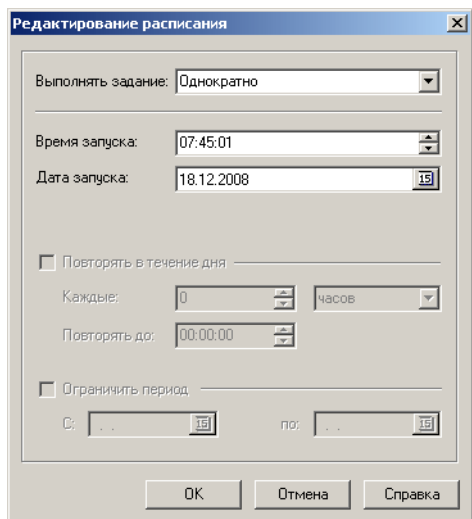 Редактирование расписания
Выполнять задание: Однократно
Время запуска: 07:45:01
Дата запуска: 18.12.2008 15
Повторять в течение дня
Каждые: 0 часов
Повторять до: 00:00:00
Ограничить период
С: . . 15 по: . . 15
OK Отмена Справка